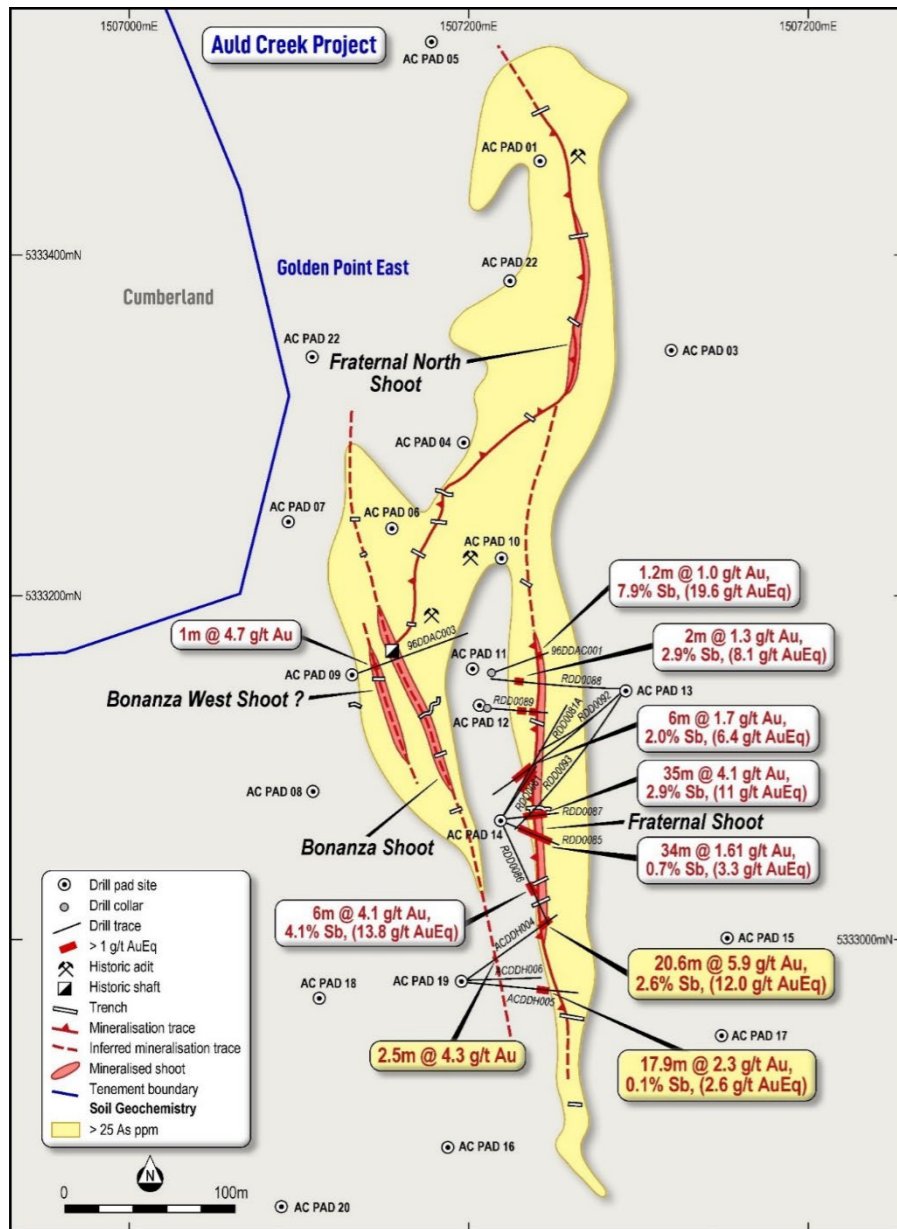 1507000mE
1507200mE
1507200mE
Auld Creek Project
AC PAD 05
AC PAD 01
5333400mN
5333400mN
Golden Point East
Cumberland
AC PAD 22
AC PAD 22
AC PAD 03
Fraternal North
Shoot
AC PAD 04
AC PAD 07
AC PAD 06
AC PAD 10
5333200mN
5333200mN
1.2m @ 1.0 g/t Au,
7.9% Sb, (19.6 g/t AuEq)
1m @ 4.7 g/t Au
96DDAC003
96DDAC001
2m @ 1.3 g/t Au,
2.9% Sb, (8.1 g/t AuEq)
AC PAD 09
AC PAD 11
RDD0088
AC PAD 13
Bonanza West Shoot ?
RDD0089
AC PAD 12
RDD0081A
RDD0092
6m @ 1.7 g/t Au,
2.0% Sb, (6.4 g/t AuEq)
RDD0093
35m @ 4.1 g/t Au,
2.9% Sb, (11 g/t AuEq)
AC PAD 08
RDD0087
Fraternal Shoot
AC PAD 14
RDD0085
Bonanza Shoot
34m @ 1.61 g/t Au,
0.7% Sb, (3.3 g/t AuEq)
RDD0086
6m @ 4.1 g/t Au,
4.1% Sb, (13.8 g/t AuEq)
ACDDH004
AC PAD 15
5333000mN
20.6m @ 5.9 g/t Au,
2.6% Sb, (12.0 g/t AuEq)
AC PAD 18
AC PAD 19
ACDDH006
ACDDH005
AC PAD 17
2.5m @ 4.3 g/t Au
17.9m @ 2.3 g/t Au,
0.1% Sb, (2.6 g/t AuEq)
AC PAD 16
AC PAD 20
Drill pad site
Drill collar
Drill trace
> 1 g/t AuEq
Historic adit
Historic shaft
Trench
Mineralisation trace
Inferred mineralisation trace
Mineralised shoot
Tenement boundary
Soil Geochemistry
> 25 As ppm
N
0
100m